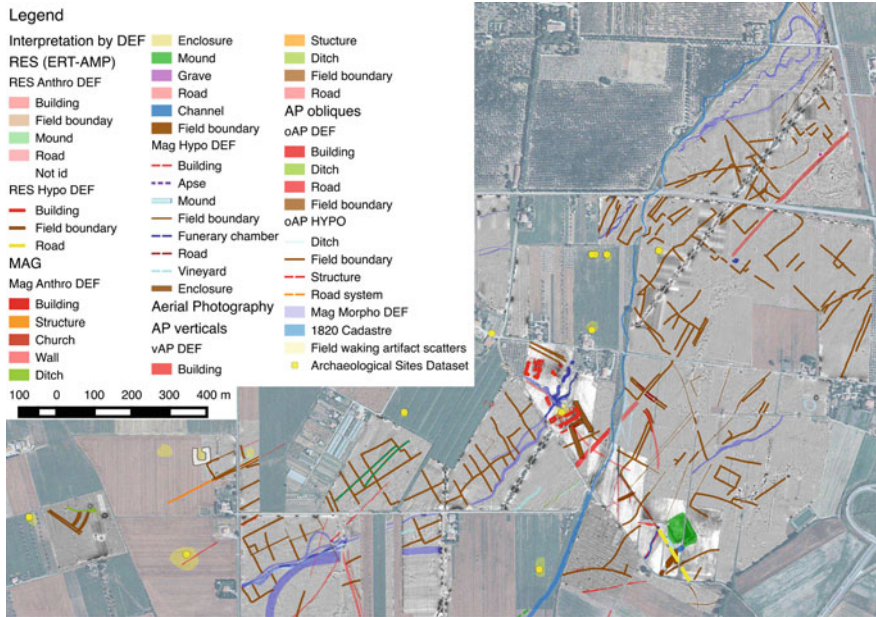 Legend
Interpretation by DEF
RES (ERT-AMP)
RES Anthro DEF
Building
Field bounday
Mound
Road
Not id
RES Hypo DEF
Building
Field boundary
Road
MAG
Mag Anthro DEF
Building
Structure
Church
Wall
Ditch
Enclosure
Mound
Grave
Road
Channel
Field boundary
Mag Hypo DEF
Building
Apse
Mound
Field boundary
Funerary chamber
Road
Vineyard
Enclosure
Aerial Photography
AP verticals
vAP DEF
Building
Stucture
Ditch
Field boundary
Road
AP obliques
oAP DEF
Building
Ditch
Road
Field boundary
oAP HYPO
Ditch
Field boundary
Structure
Road system
Mag Morpho DEF
1820 Cadastre
Field waking artifact scatters
Archaeological Sites Dataset
100 0 100 200 300 400 m